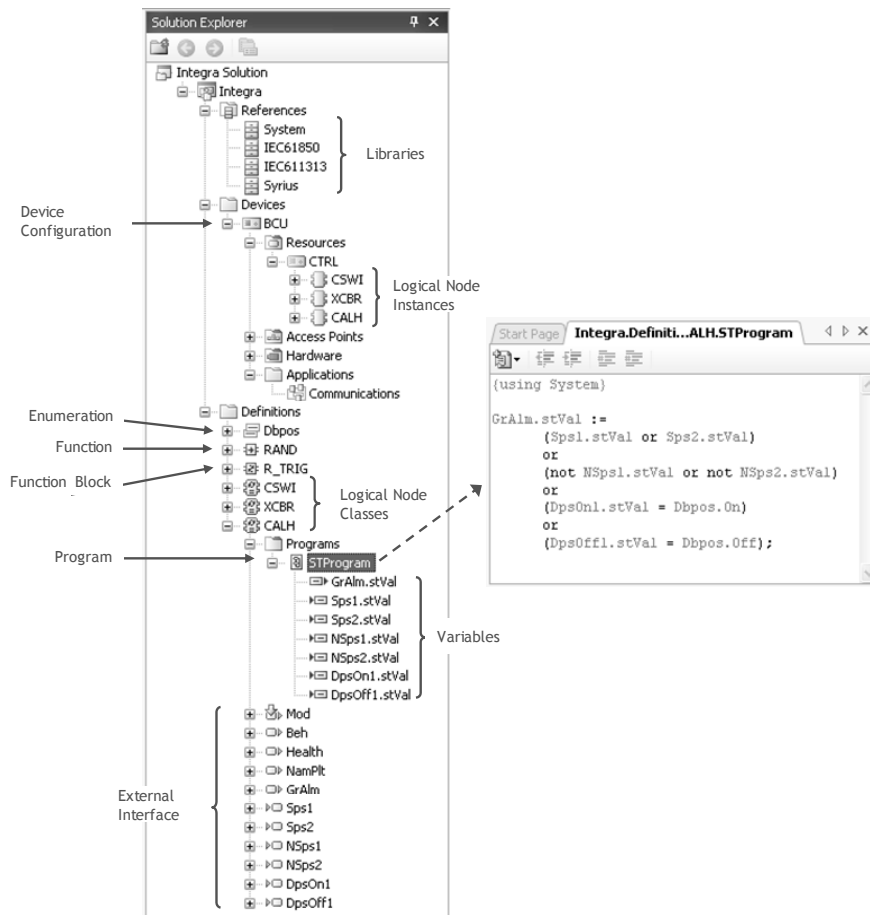 Solution Explorer
Integra Solution
Integra
References
System
IEC61850
IEC611313
Syrius
Libraries
Devices
Device
Configuration
BCU
Resources
CTRL
CSWI
XCBR
CALH
Logical Node
Instances
Access Points
Hardware
Applications
Communications
Definitions
Enumeration
Dbpos
Function
RAND
Function Block
R_TRIG
CSWI
XCBR
CALH
Logical Node
Classes
Programs
Program
STProgram
GrAlm.stVal
Sps1.stVal
Sps2.stVal
NSps1.stVal
NSps2.stVal
DpsOn1.stVal
DpsOff1.stVal
Variables
Mod
Beh
Health
NamPlt
GrAlm
Sps1
Sps2
NSps1
NSps2
DpsOn1
DpsOff1
External
Interface
Start Page
Integra.Definiti...ALH.STProgram
{using System}
GrAlm.stVal :=
(Sps1.stVal or Sps2.stVal)
or
(not NSps1.stVal or not NSps2.stVal)
or
(DpsOn1.stVal = Dbpos.On)
or
(DpsOff1.stVal = Dbpos.Off);